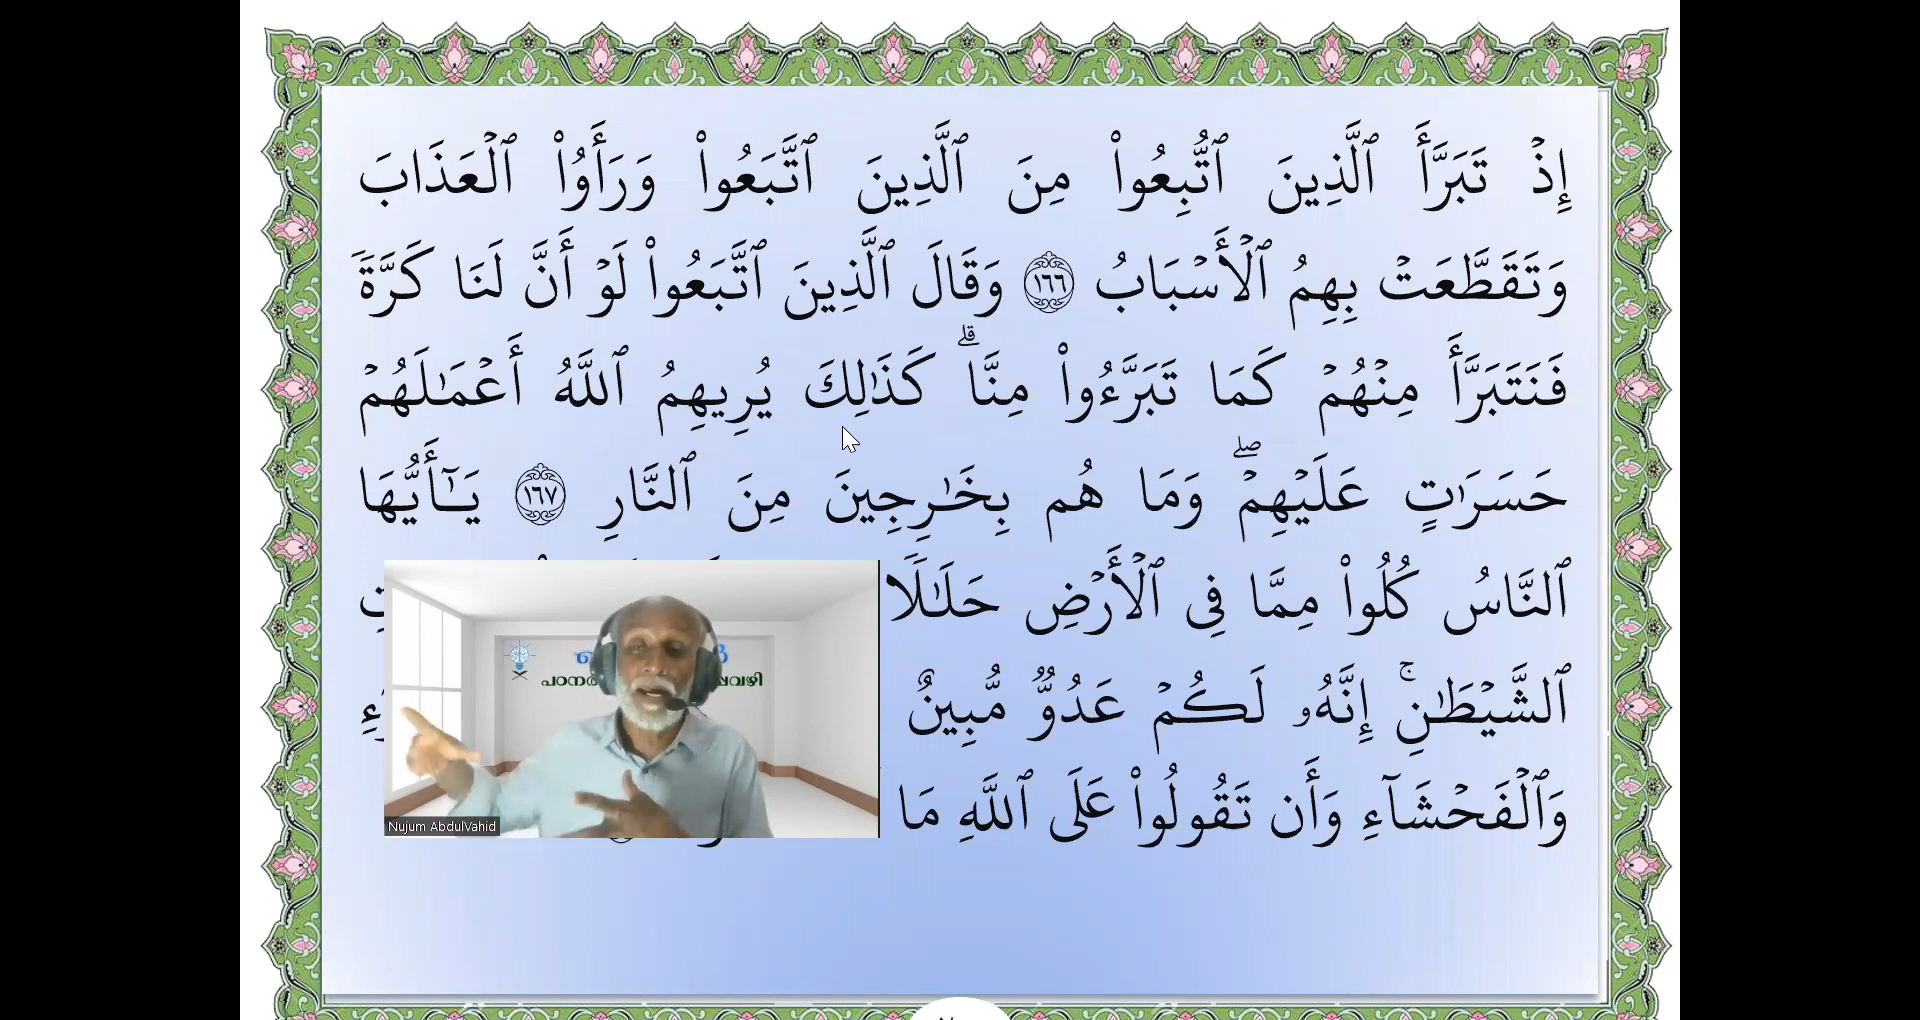 إِذۡ تَبَرَّأَ ٱلَّذِينَ ٱتُّبِعُواْ مِنَ ٱلَّذِينَ ٱتَّبَعُواْ وَرَأَوُاْ ٱلۡعَذَابَ
وَتَقَطَّعَتۡ بِهِمُ ٱلۡأَسۡبَابُ ١٦٦ وَقَالَ ٱلَّذِينَ ٱتَّبَعُواْ لَوۡ أَنَّ لَنَا كَرَّةٗ
فَنَتَبَرَّأَ مِنۡهُمۡ كَمَا تَبَرَّءُواْ مِنَّاۗ كَذَٰلِكَ يُرِيهِمُ ٱللَّهُ أَعۡمَٰلَهُمۡ
حَسَرَٰتٍ عَلَيۡهِمۡۖ وَمَا هُم بِخَٰرِجِينَ مِنَ ٱلنَّارِ ١٦٧ يَٰٓأَيُّهَا
ٱلنَّاسُ كُلُواْ مِمَّا فِي ٱلۡأَرۡضِ حَلَٰلٗا
ٱلشَّيۡطَٰنِۚ إِنَّهُۥ لَكُمۡ عَدُوّٞ مُّبِينٌ
وَٱلۡفَحۡشَآءِ وَأَن تَقُولُواْ عَلَى ٱللَّهِ مَا
Nujum AbdulVahid